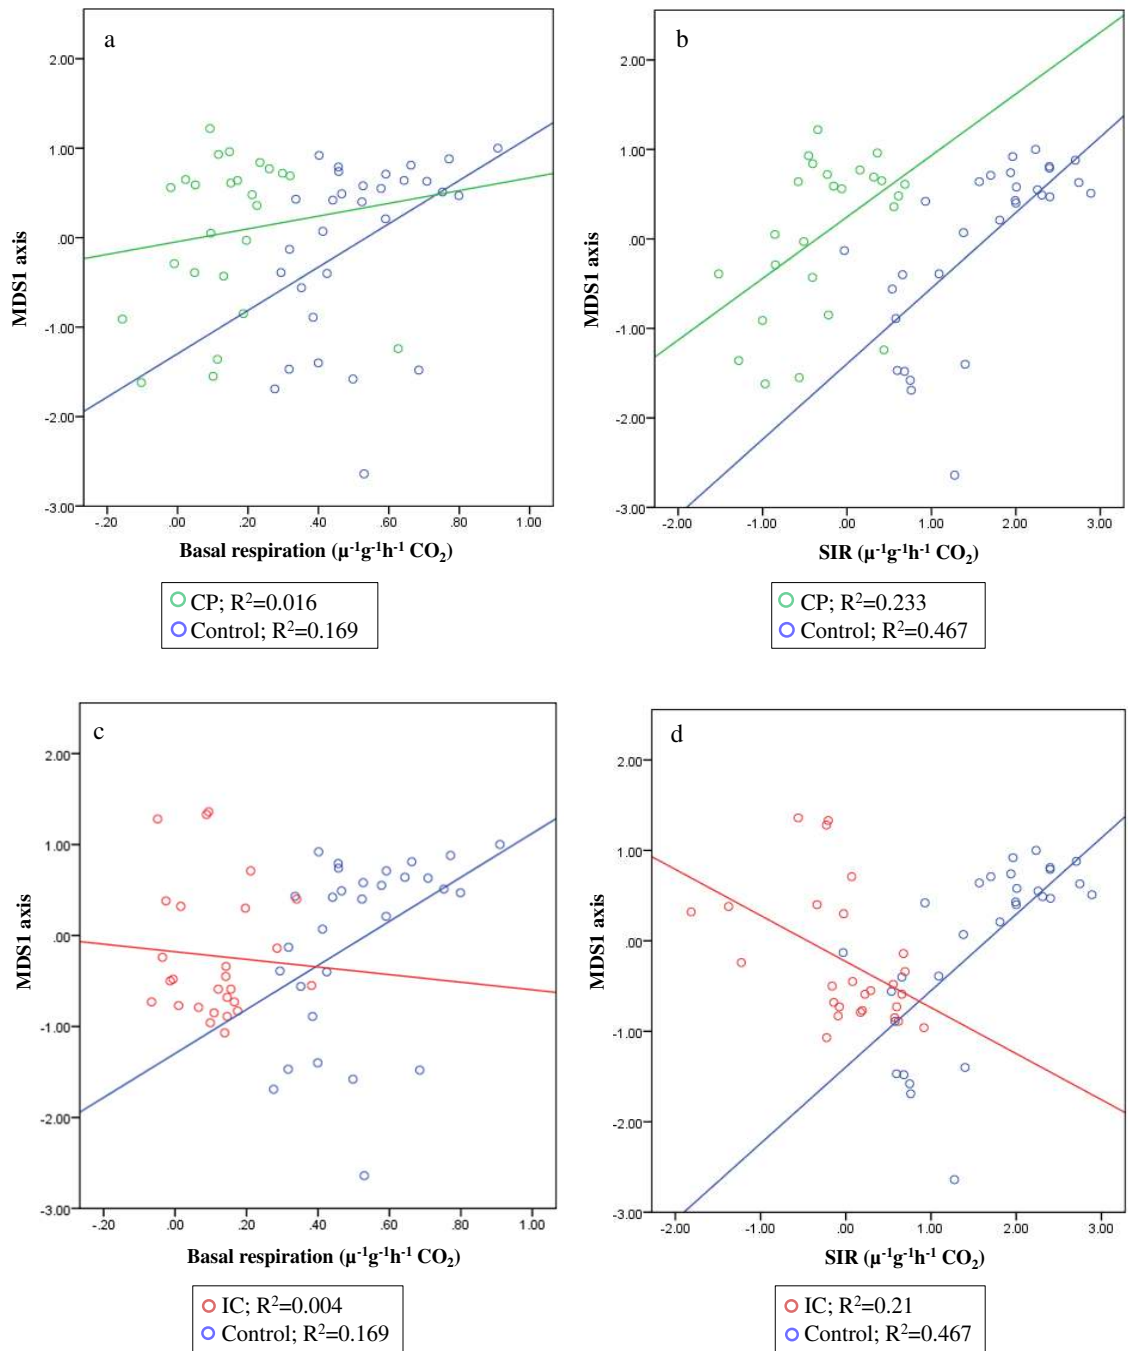 a
2.00
1.00
.00
-1.00
-2.00
-3.00
MDS1 axis
-.20 .00 .20 .40 .60 .80 1.00
Basal respiration (µ⁻¹g⁻¹h⁻¹ CO₂)
CP; R²=0.016
Control; R²=0.169
b
2.00
1.00
.00
-1.00
-2.00
-3.00
MDS1 axis
-2.00 -1.00 .00 1.00 2.00 3.00
SIR (µ⁻¹g⁻¹h⁻¹ CO₂)
CP; R²=0.233
Control; R²=0.467
c
2.00
1.00
.00
-1.00
-2.00
-3.00
MDS1 axis
-.20 .00 .20 .40 .60 .80 1.00
Basal respiration (µ⁻¹g⁻¹h⁻¹ CO₂)
IC; R²=0.004
Control; R²=0.169
d
2.00
1.00
.00
-1.00
-2.00
-3.00
MDS1 axis
-2.00 -1.00 .00 1.00 2.00 3.00
SIR (µ⁻¹g⁻¹h⁻¹ CO₂)
IC; R²=0.21
Control; R²=0.467